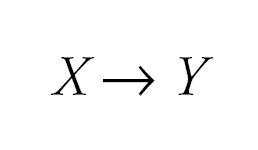 X → Y